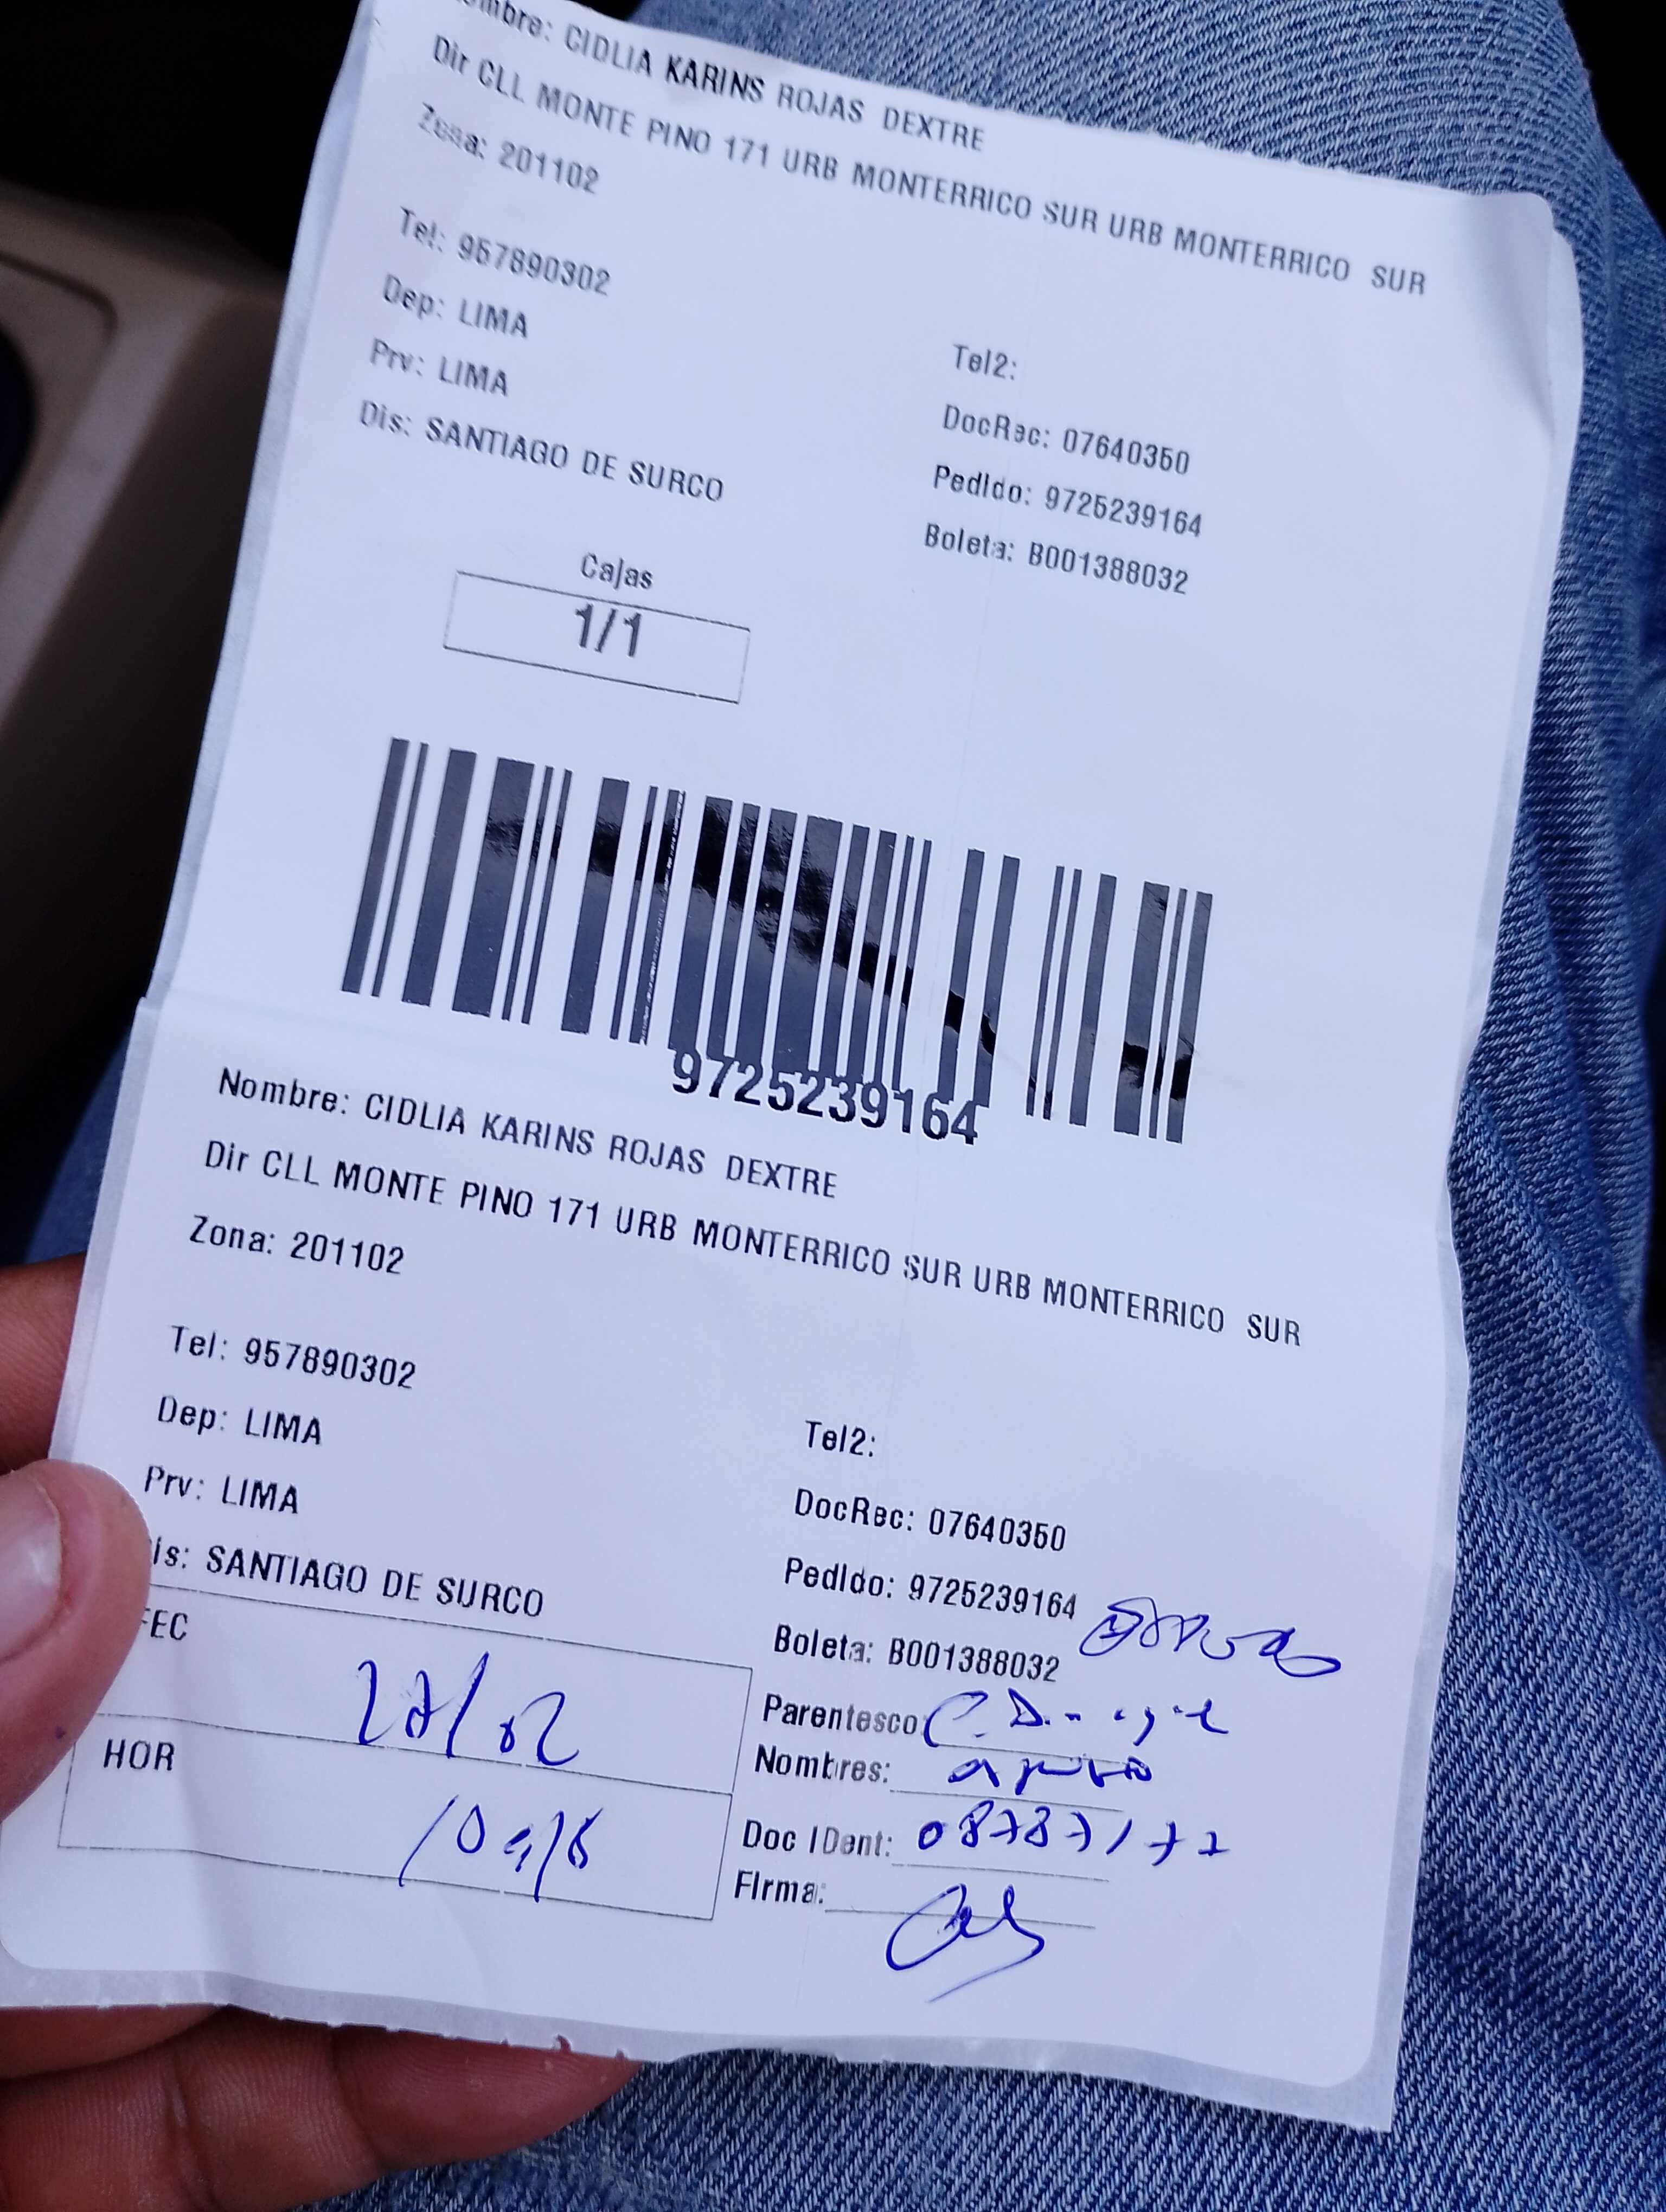 Nombre: CIDLIA KARINS ROJAS DEXTRE
Dir CLL MONTE PINO 171 URB MONTERRICO SUR URB MONTERRICO SUR
Zona: 201102
Tel: 957890302
Dep: LIMA
Tel2:
Prv: LIMA
DocRec: 07640350
Dis: SANTIAGO DE SURCO
Pedido: 9725239164
Boleta: B001388032
Cajas
1/1
9725239164
Nombre: CIDLIA KARINS ROJAS DEXTRE
Dir CLL MONTE PINO 171 URB MONTERRICO SUR URB MONTERRICO SUR
Zona: 201102
Tel: 957890302
Dep: LIMA
Tel2:
Prv: LIMA
DocRec: 07640350
is: SANTIAGO DE SURCO
Pedido: 9725239164
Boleta: B001388032
FEC
Parentesco:
HOR
Nombres:
Doc IDent:
Firma: